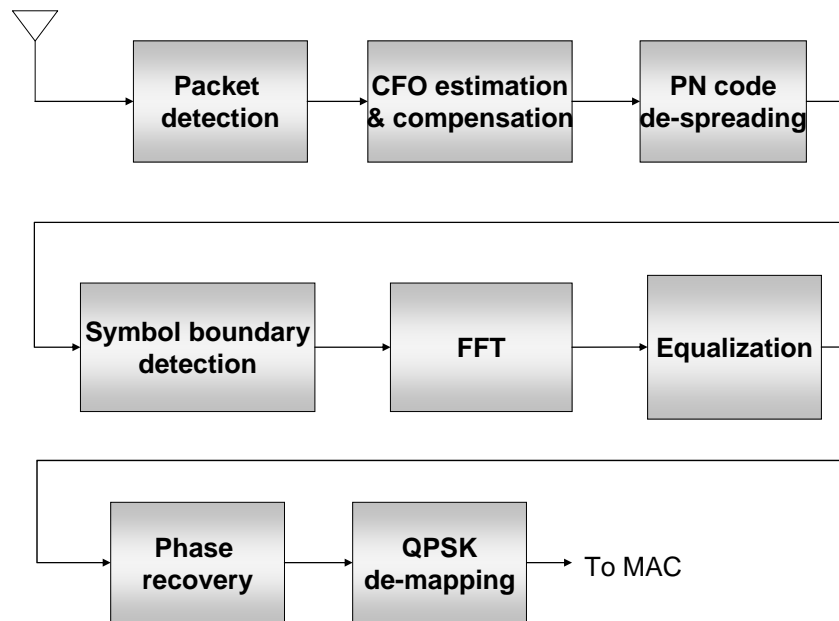 Packet
detection
CFO estimation
& compensation
PN code
de-spreading
Symbol boundary
detection
FFT
Equalization
Phase
recovery
QPSK
de-mapping
To MAC